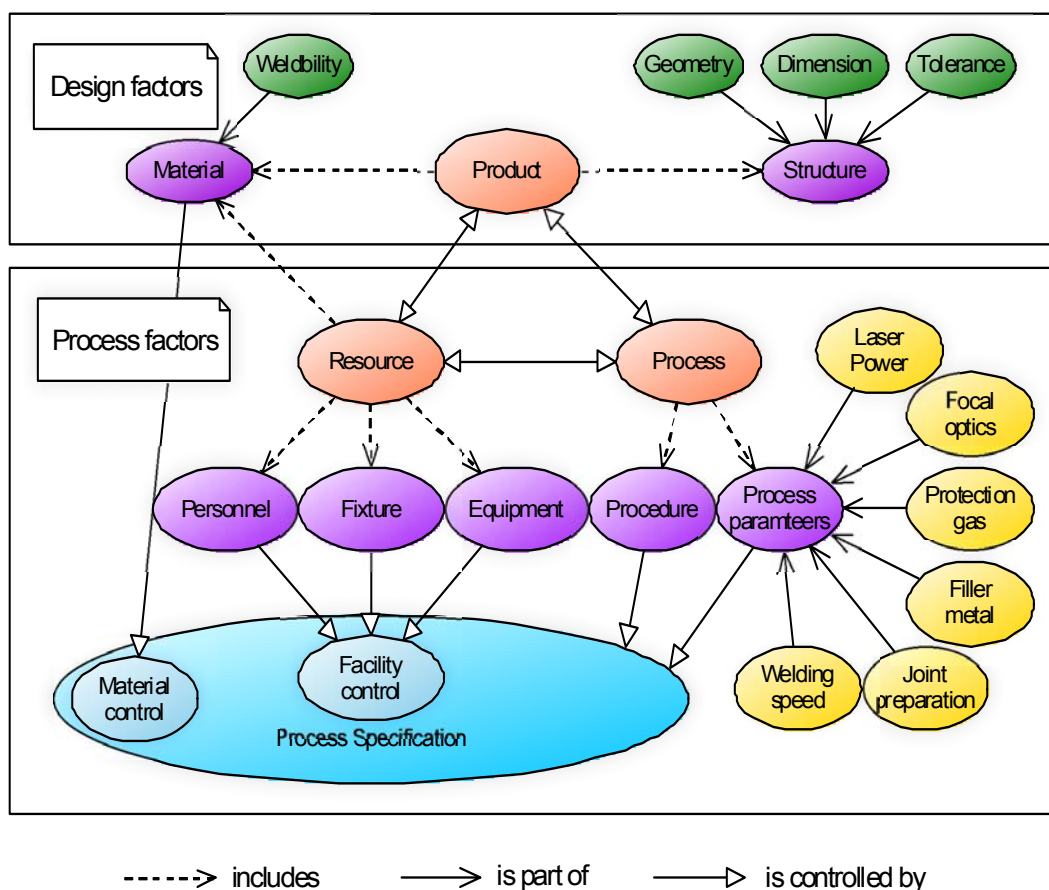 Design factors
Weldbility
Geometry
Dimension
Tolerance
Material
Product
Structure
Process factors
Resource
Process
Laser
Power
Focal
optics
Personnel
Fixture
Equipment
Procedure
Process
paramteers
Protection
gas
Filler
metal
Material
control
Facility
control
Welding
speed
Joint
preparation
Process Specification
includes
is part of
is controlled by